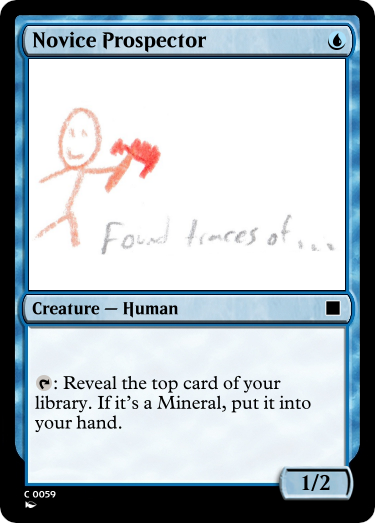 Novice Prospector
Found traces of...
Creature — Human
: Reveal the top card of your
library. If it's a Mineral, put it into
your hand.
1/2
C 0059